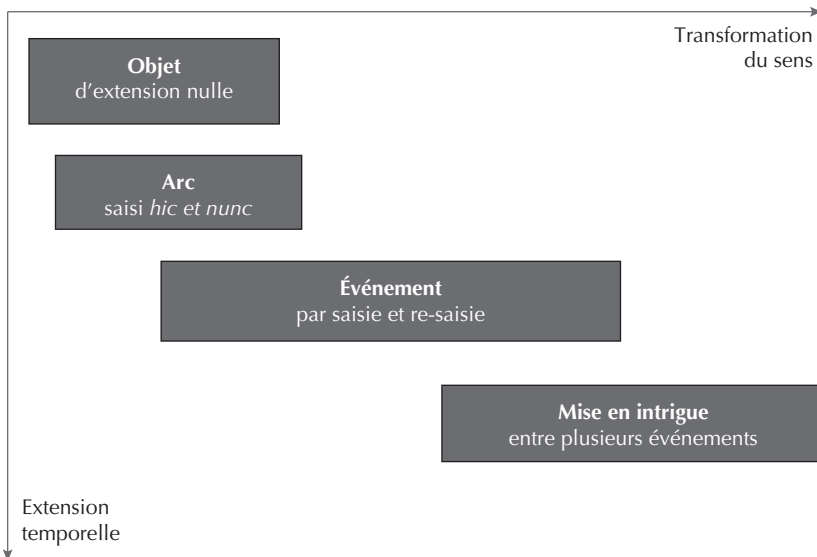 Transformation
du sens
Objet
d'extension nulle
Arc
saisi hic et nunc
Événement
par saisie et re-saisie
Mise en intrigue
entre plusieurs événements
Extension
temporelle